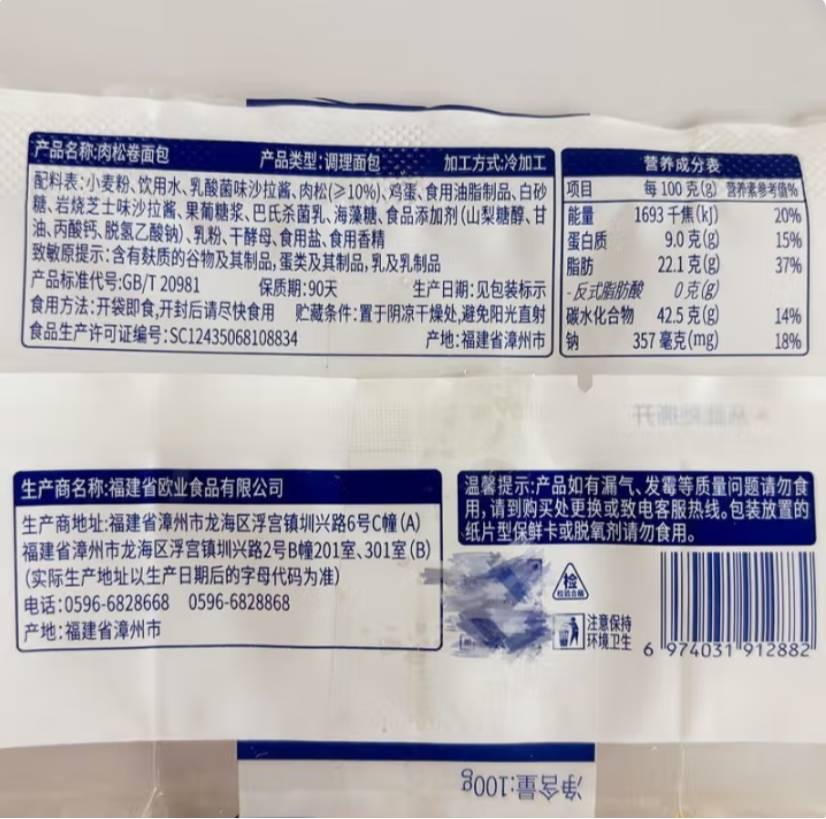 产品名称:肉松卷面包 产品类型:调理面包 加工方式:冷加工
配料表:小麦粉、饮用水、乳酸菌味沙拉酱、肉松(≥10%)、鸡蛋、食用油脂制品、白砂
糖、岩烧芝士味沙拉酱、果葡糖浆、巴氏杀菌乳、海藻糖、食品添加剂(山梨糖醇、甘
油、丙酸钙、脱氢乙酸钠)、乳粉、干酵母、食用盐、食用香精
致敏原提示:含有麸质的谷物及其制品,蛋类及其制品,乳及乳制品
产品标准代号:GB/T 20981 保质期:90天 生产日期:见包装标示
食用方法:开袋即食,开封后请尽快食用 贮藏条件:置于阴凉干燥处,避免阳光直射
食品生产许可证编号:SC12435068108834 产地:福建省漳州市
营养成分表
项目 每 100 克(g) 营养素参考值%
能量 1693 千焦(kJ) 20%
蛋白质 9.0 克(g) 15%
脂肪 22.1 克(g) 37%
-反式脂肪酸 0 克(g)
碳水化合物 42.5 克(g) 14%
钠 357 毫克(mg) 18%
生产商名称:福建省欧业食品有限公司
生产商地址:福建省漳州市龙海区浮宫镇圳兴路6号C幢(A)
福建省漳州市龙海区浮宫镇圳兴路2号B幢201室、301室(B)
(实际生产地址以生产日期后的字母代码为准)
电话:0596-6828668 0596-6828868
产地:福建省漳州市
温馨提示:产品如有漏气、发霉等质量问题请勿食
用,请到购买处更换或致电客服热线。包装放置的
纸片型保鲜卡或脱氧剂请勿食用。
检
检验合格
注意保持
环境卫生
6 974031 912882
净含量:100g